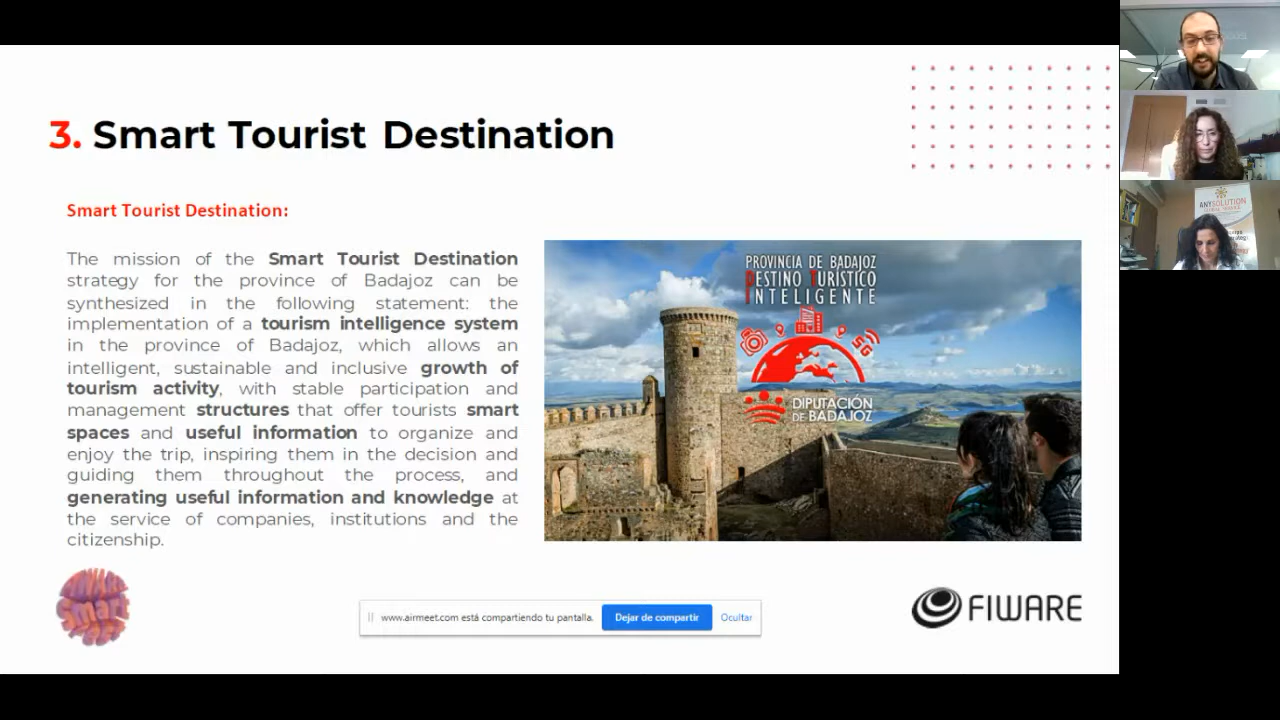 3. Smart Tourist Destination
Smart Tourist Destination:
The mission of the Smart Tourist Destination
strategy for the province of Badajoz can be
synthesized in the following statement: the
implementation of a tourism intelligence system
in the province of Badajoz, which allows an
intelligent, sustainable and inclusive growth of
tourism activity, with stable participation and
management structures that offer tourists smart
spaces and useful information to organize and
enjoy the trip, inspiring them in the decision and
guiding them throughout the process, and
generating useful information and knowledge at
the service of companies, institutions and the
citizenship.
PROVINCIA DE BADAJOZ
DESTINO TURÍSTICO
INTELIGENTE
5G
DIPUTACIÓN
DE BADAJOZ
smart
www.airmeet.com está compartiendo tu pantalla.
Dejar de compartir
Ocultar
FIWARE
ANYSOLUTION